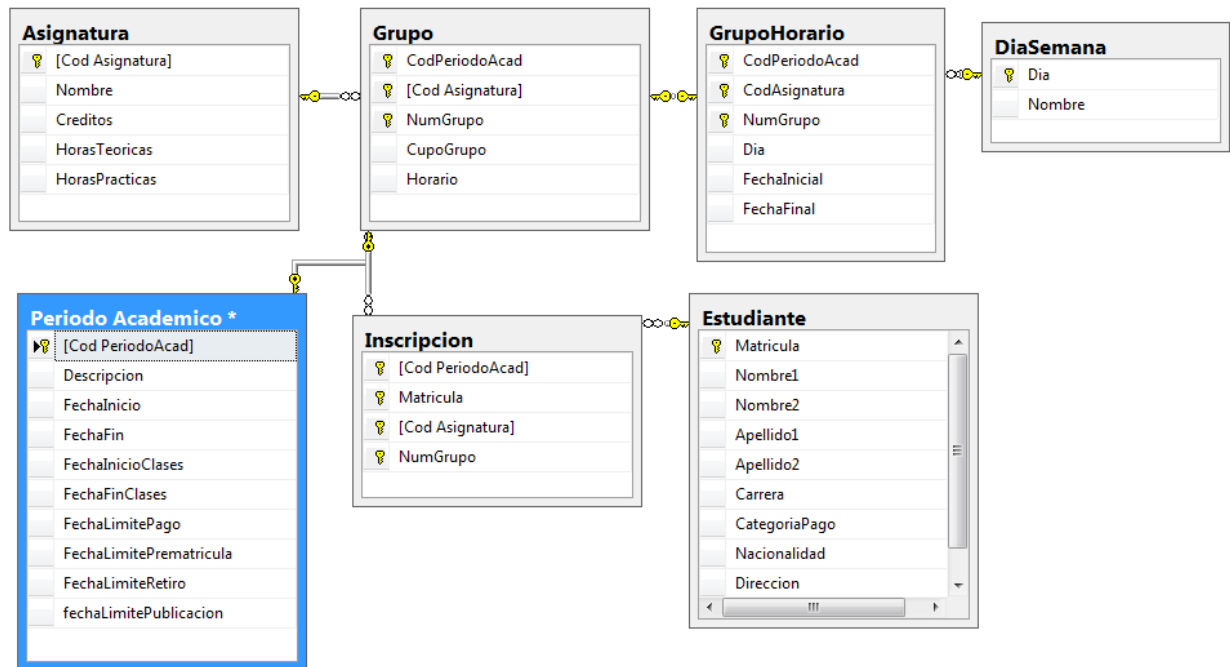 Asignatura
[Cod Asignatura]
Nombre
Creditos
HorasTeoricas
HorasPracticas
Grupo
CodPeriodoAcad
[Cod Asignatura]
NumGrupo
CupoGrupo
Horario
GrupoHorario
CodPeriodoAcad
CodAsignatura
NumGrupo
Dia
FechaInicial
FechaFinal
DiaSemana
Dia
Nombre
Periodo Academico *
[Cod PeriodoAcad]
Descripcion
FechaInicio
FechaFin
FechaInicioClases
FechaFinClases
FechaLimitePago
FechaLimitePrematricula
FechaLimiteRetiro
fechaLimitePublicacion
Inscripcion
[Cod PeriodoAcad]
Matricula
[Cod Asignatura]
NumGrupo
Estudiante
Matricula
Nombre1
Nombre2
Apellido1
Apellido2
Carrera
CategoriaPago
Nacionalidad
Direccion